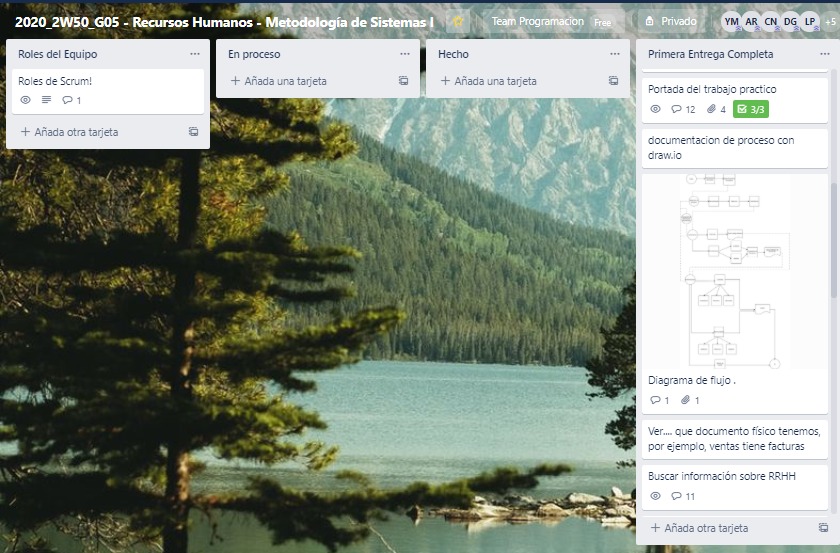 2020_2W50_G05 - Recursos Humanos - Metodología de Sistemas I
Team Programacion Free
Privado
YM AR CN DG LP +5
Roles del Equipo
Roles de Scrum!
1
+ Añada otra tarjeta
En proceso
+ Añada una tarjeta
Hecho
+ Añada una tarjeta
Primera Entrega Completa
Portada del trabajo practico
12 4 3/3
documentacion de proceso con
draw.io
Diagrama de flujo .
1 1
Ver.... que documento físico tenemos,
por ejemplo, ventas tiene facturas
Buscar información sobre RRHH
11
+ Añada otra tarjeta